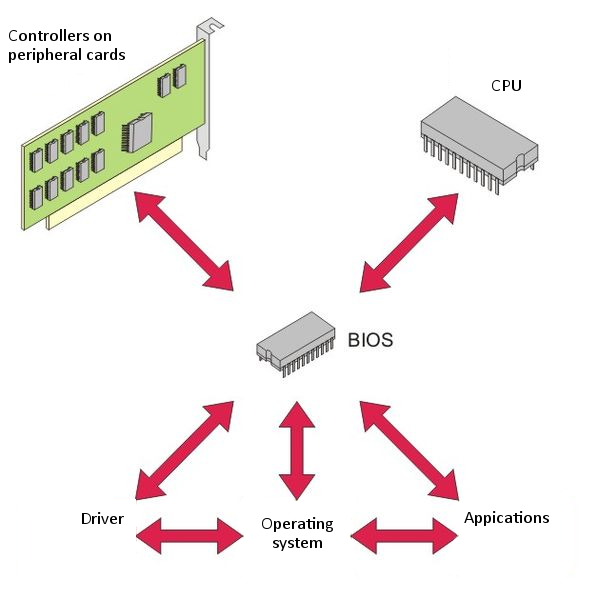 Controllers on
peripheral cards
CPU
BIOS
Driver
Operating
system
Appications